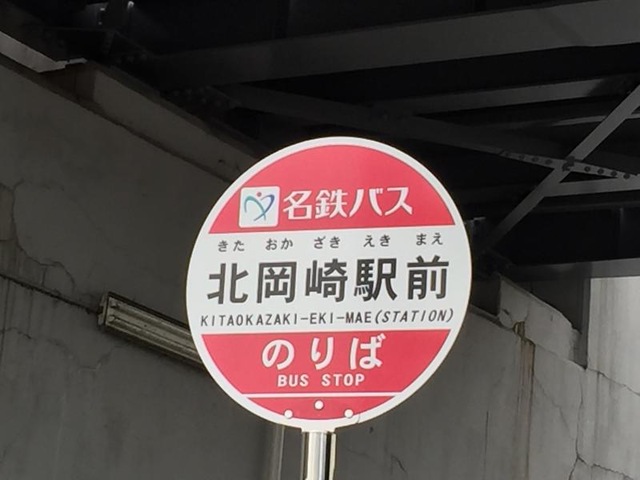 名鉄バス
きた おか ざき えき まえ
北岡崎駅前
KITAOKAZAKI-EKI-MAE(STATION)
のりば
BUS STOP